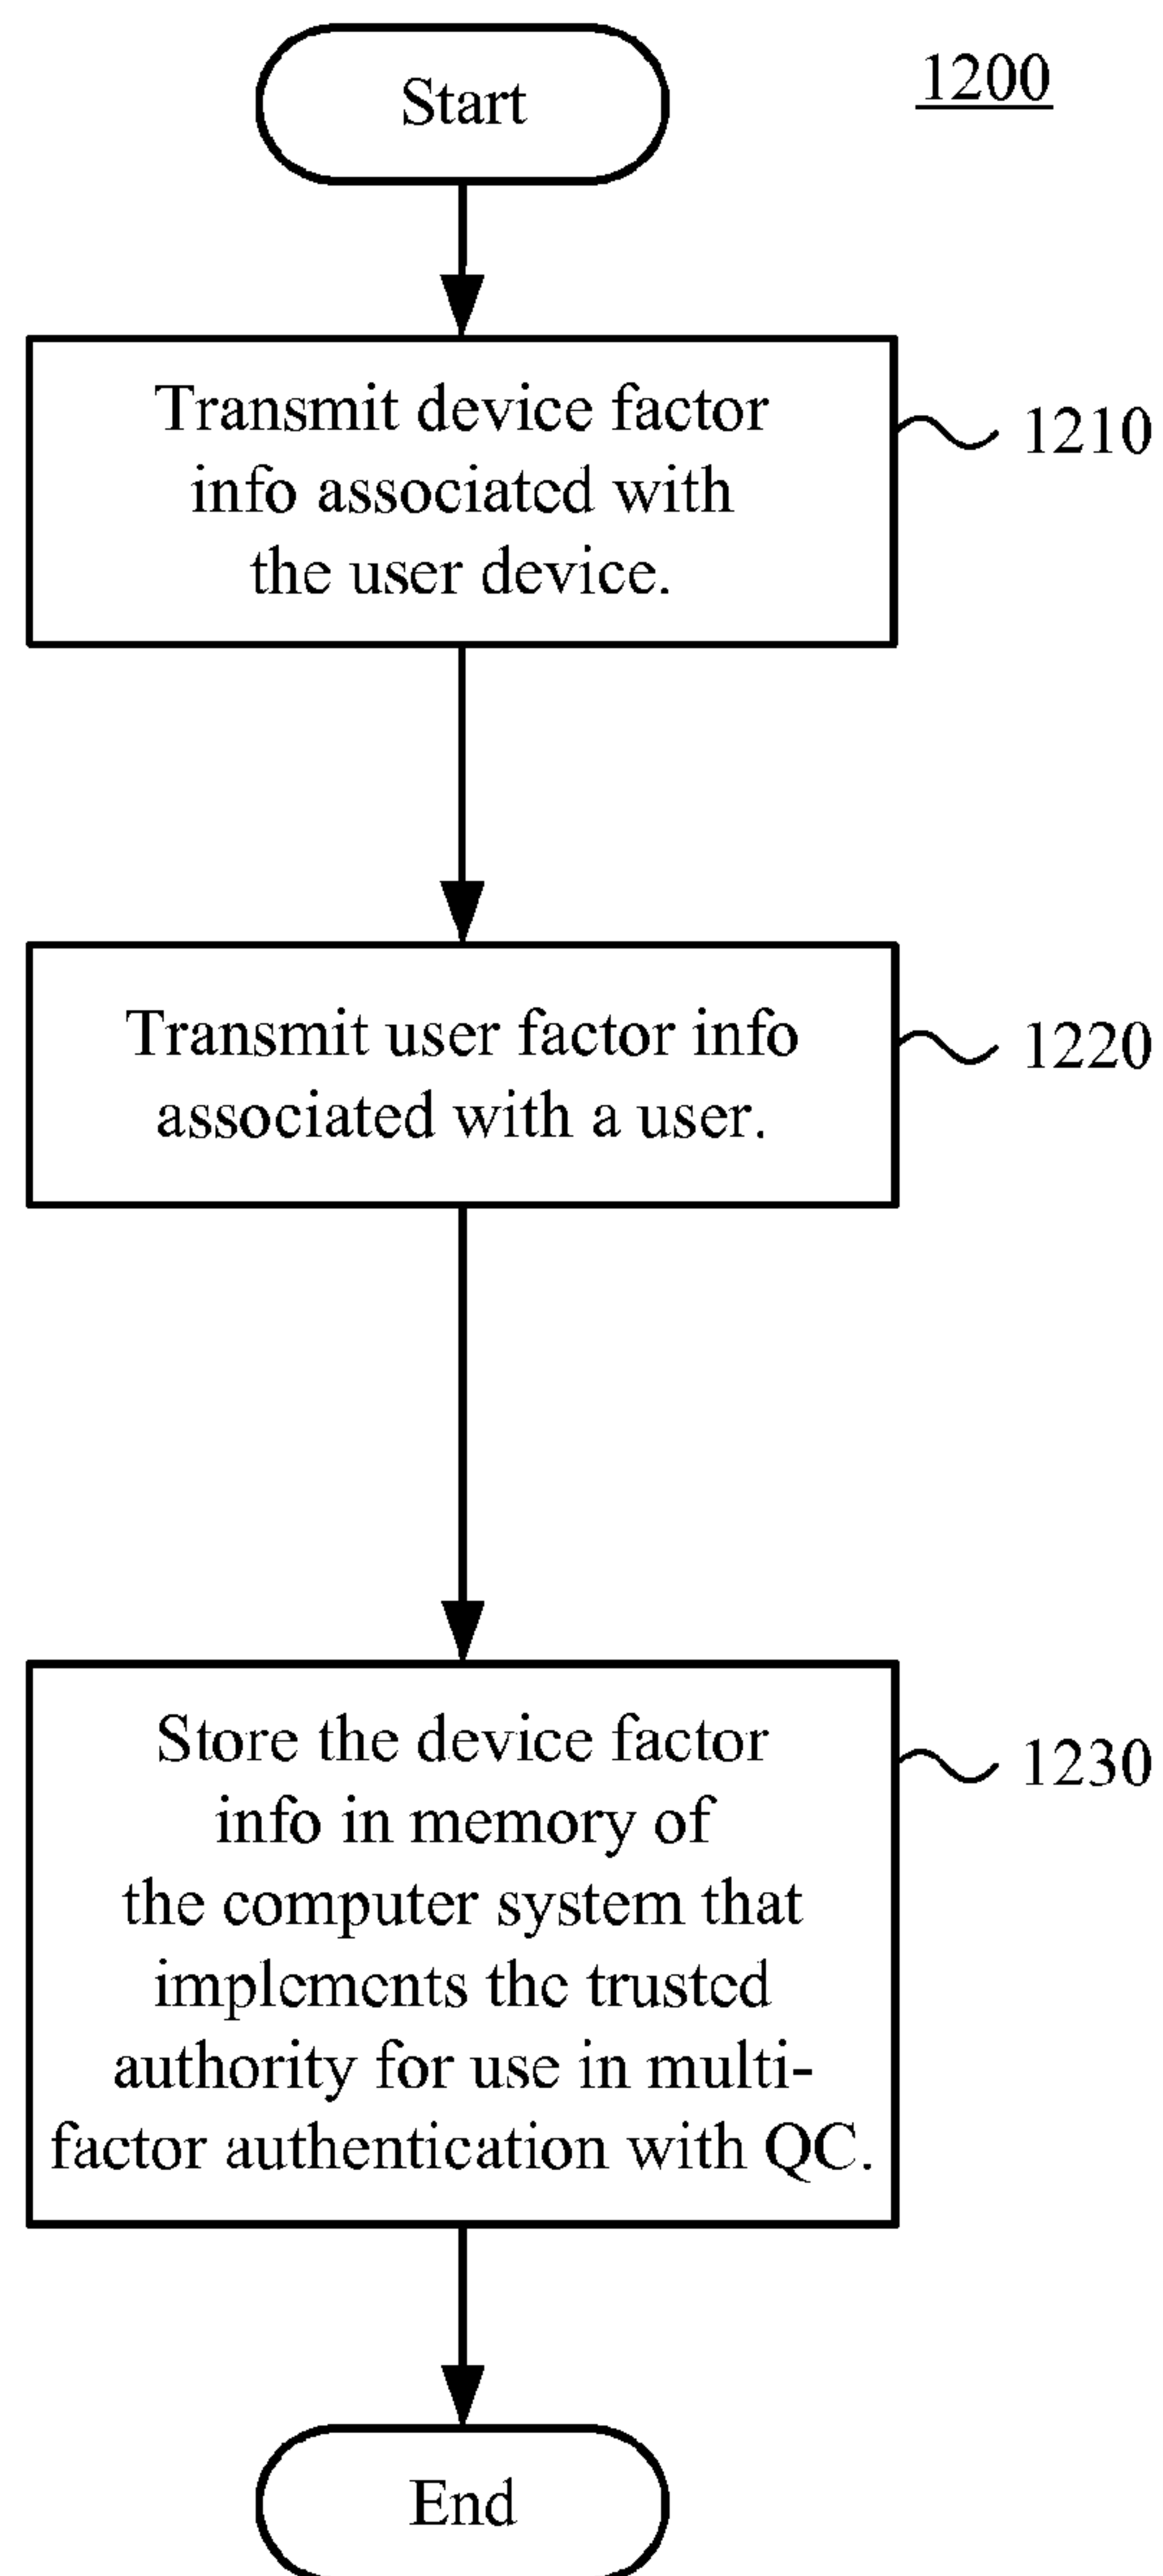 Start
1200
Transmit device factor
info associated with
the user device.
1210
Transmit user factor info
associated with a user.
1220
Store the device factor
info in memory of
the computer system that
implements the trusted
authority for use in multi-
factor authentication with QC.
1230
End